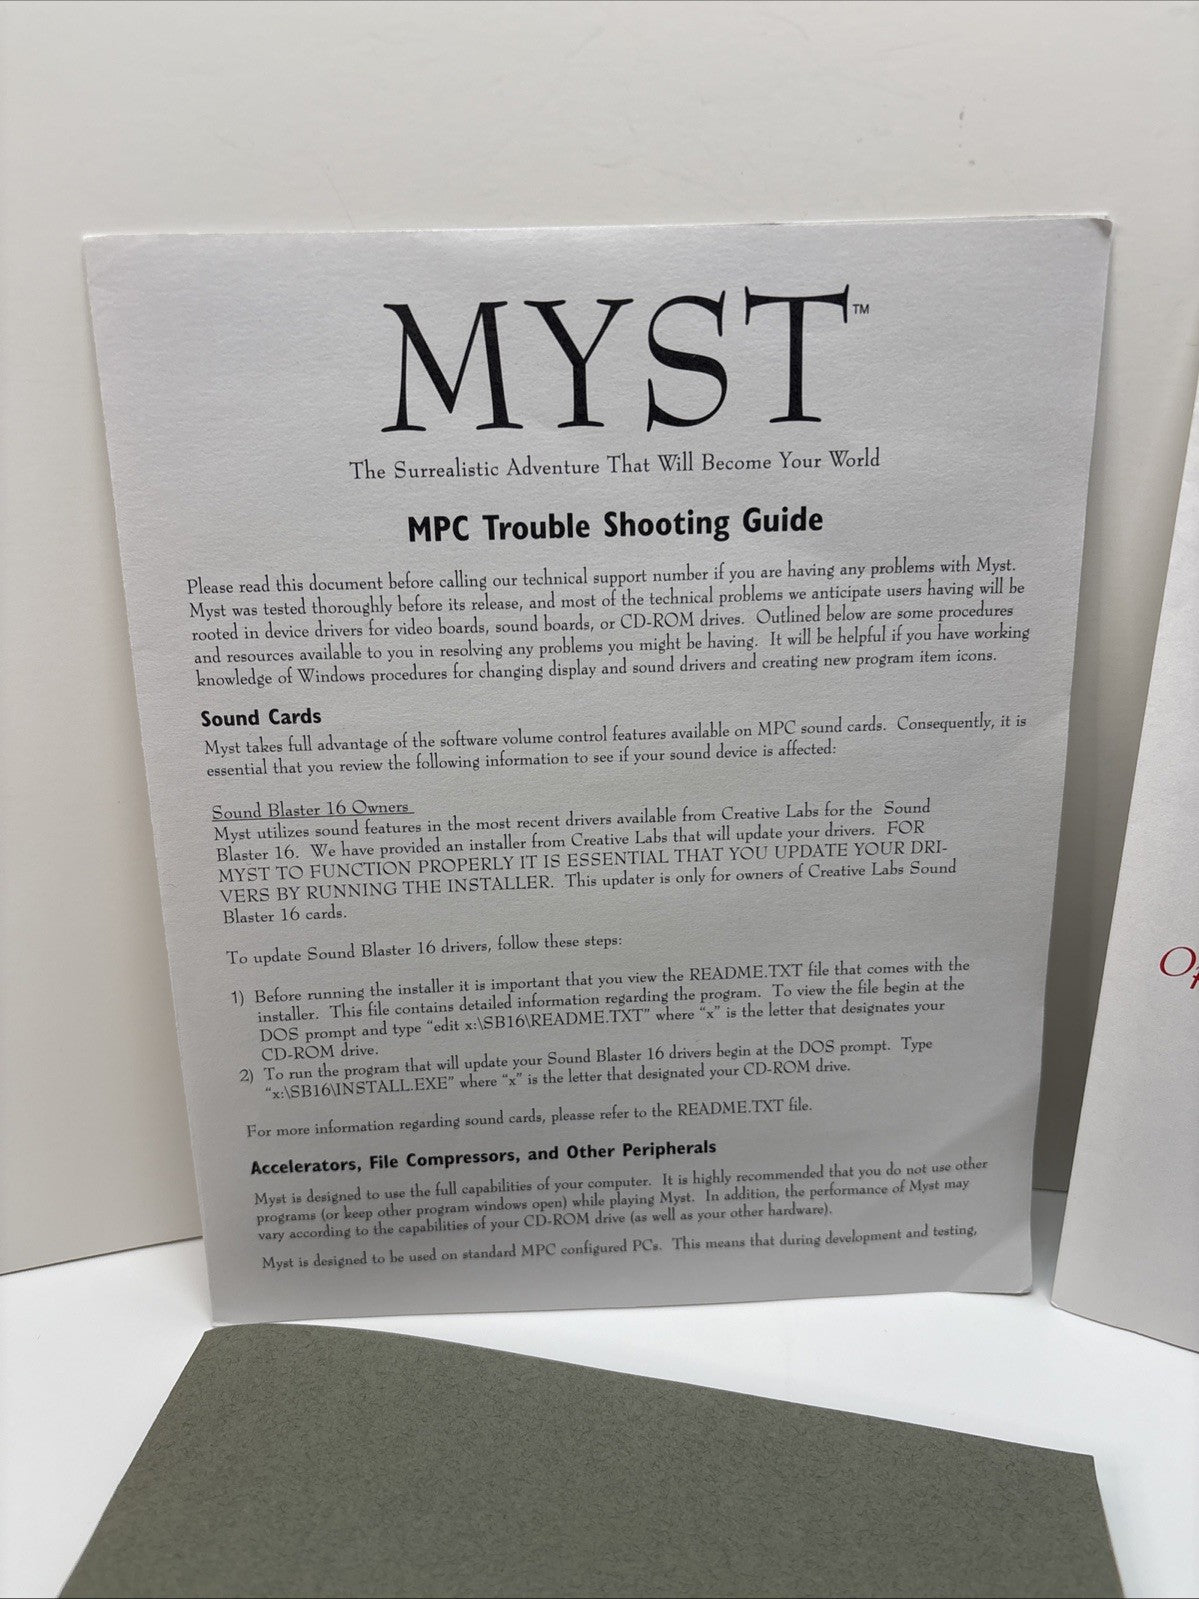 MYST™
The Surrealistic Adventure That Will Become Your World
MPC Trouble Shooting Guide
Please read this document before calling our technical support number if you are having any problems with Myst.
Myst was tested thoroughly before its release, and most of the technical problems we anticipate users having will be
rooted in device drivers for video boards, sound boards, or CD-ROM drives. Outlined below are some procedures
and resources available to you in resolving any problems you might be having. It will be helpful if you have working
knowledge of Windows procedures for changing display and sound drivers and creating new program item icons.
Sound Cards
Myst takes full advantage of the software volume control features available on MPC sound cards. Consequently, it is
essential that you review the following information to see if your sound device is affected:
Sound Blaster 16 Owners
Myst utilizes sound features in the most recent drivers available from Creative Labs for the Sound
Blaster 16. We have provided an installer from Creative Labs that will update your drivers. FOR
MYST TO FUNCTION PROPERLY IT IS ESSENTIAL THAT YOU UPDATE YOUR DRI-
VERS BY RUNNING THE INSTALLER. This updater is only for owners of Creative Labs Sound
Blaster 16 cards.
To update Sound Blaster 16 drivers, follow these steps:
1) Before running the installer it is important that you view the README.TXT file that comes with the
installer. This file contains detailed information regarding the program. To view the file begin at the
DOS prompt and type "edit x:\SB16\README.TXT" where "x" is the letter that designates your
CD-ROM drive.
2) To run the program that will update your Sound Blaster 16 drivers begin at the DOS prompt. Type
"x:\SB16\INSTALL.EXE" where "x" is the letter that designated your CD-ROM drive.
For more information regarding sound cards, pleasse refer to the README.TXT file.
Accelerators, File Compressors, and Other Peripherals
Myst is designed to use the full capabilities of your computer. It is highly recommended that you do not use other
programs (or keep other program windows open) while playing Myst. In addition, the performance of Myst may
vary according to the capabilities of your CD-ROM drive (as well as your other hardware).
Myst is designed to be used on standard MPC configured PCs. This means that during development and testing,